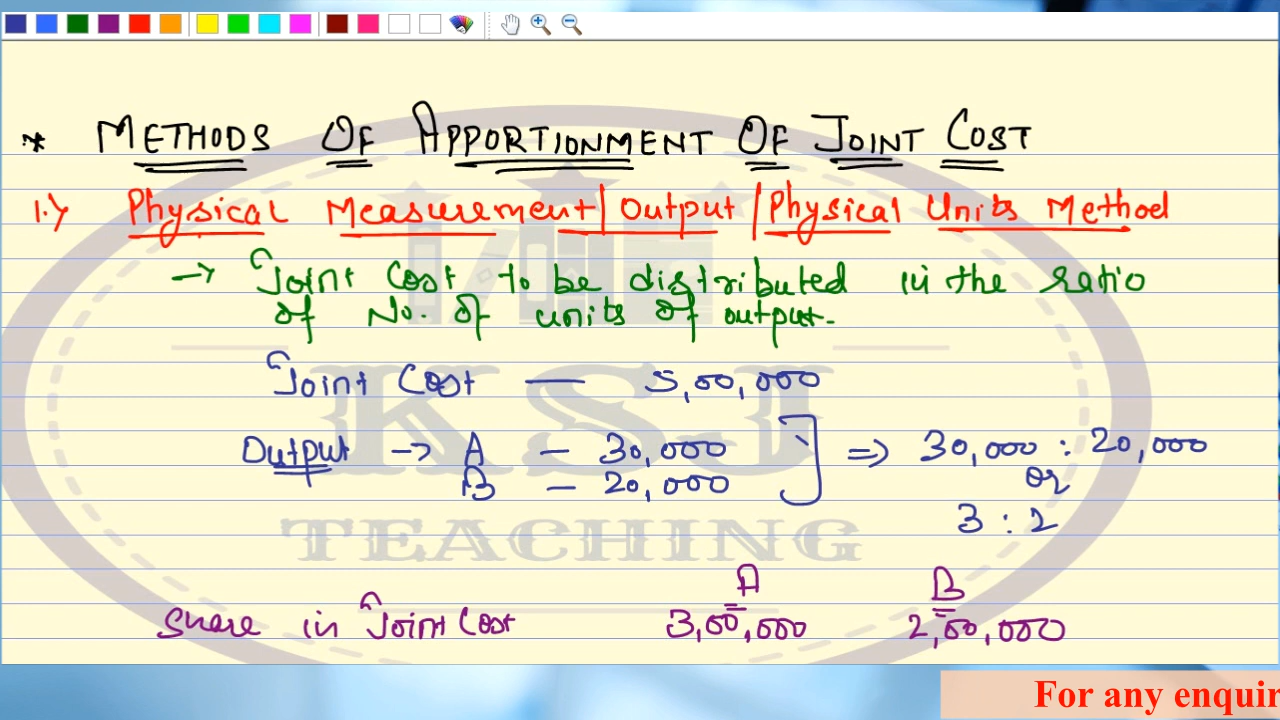 * METHODS OF APPORTIONMENT OF JOINT COST
1.) Physical Measurement/Output/Physical Units Method
→ Joint Cost to be distributed in the ratio
of No. of units of output.
Joint Cost — 5,00,000
Output → A — 30,000 ⇒ 30,000 : 20,000
B — 20,000 or
3 : 2
A B
Share in Joint Cost 3,00,000 2,00,000
KSJ
TEACHING
For any enquir